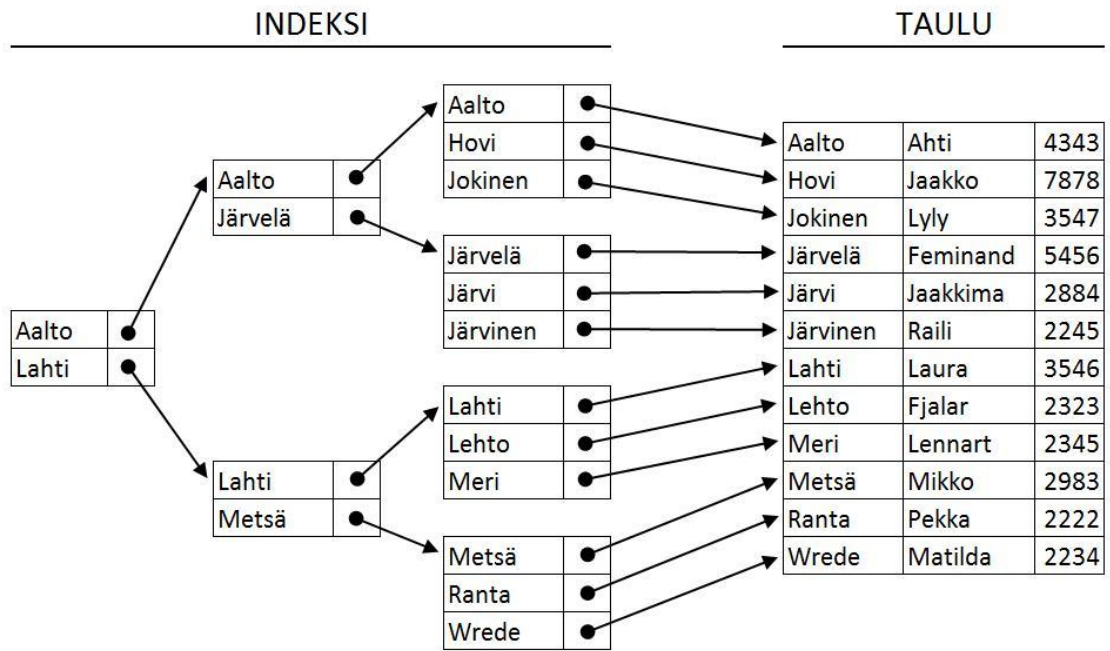 INDEKSI
Aalto
Lahti
Aalto
Järvelä
Lahti
Metsä
Aalto
Hovi
Jokinen
Järvelä
Järvi
Järvinen
Lahti
Lehto
Meri
Metsä
Ranta
Wrede
TAULU
Aalto Ahti 4343
Hovi Jaakko 7878
Jokinen Lyly 3547
Järvelä Feminand 5456
Järvi Jaakkima 2884
Järvinen Raili 2245
Lahti Laura 3546
Lehto Fjalar 2323
Meri Lennart 2345
Metsä Mikko 2983
Ranta Pekka 2222
Wrede Matilda 2234